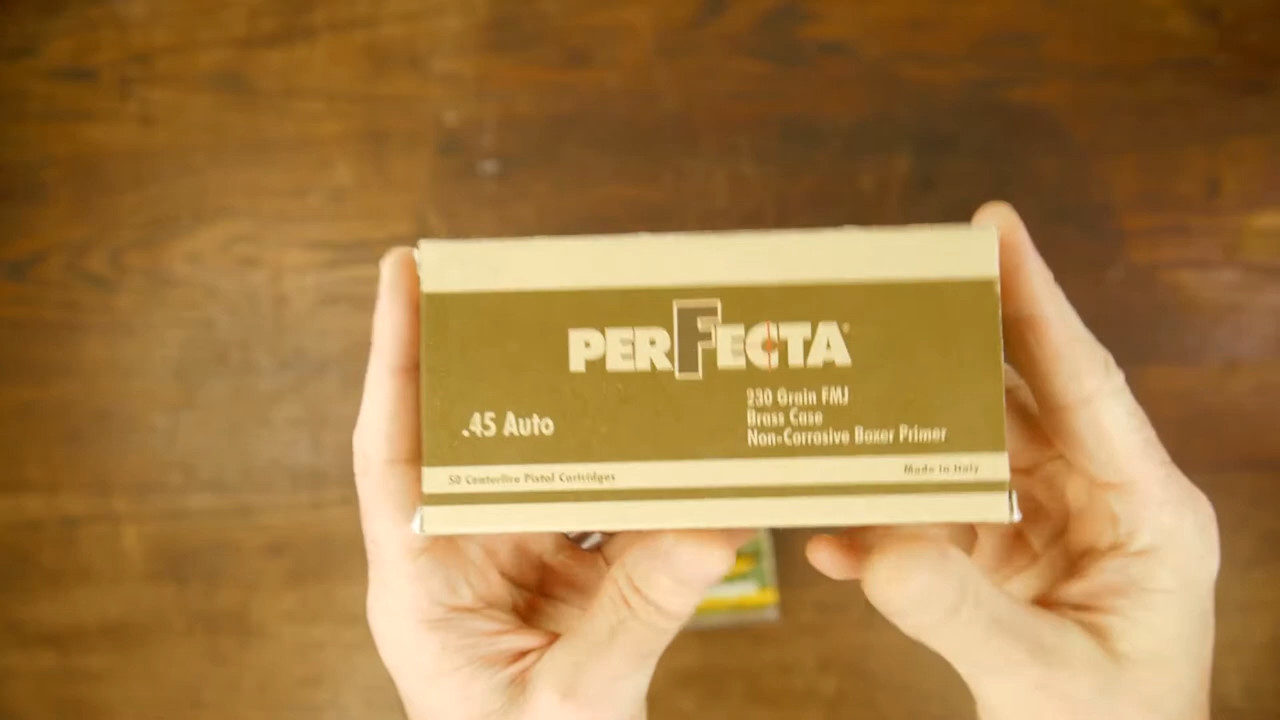 PERFECTA
.45 Auto
230 Grain FMJ
Brass Case
Non-Corrosive Boxer Primer
50 Centerfire Pistol Cartridges
Made in Italy